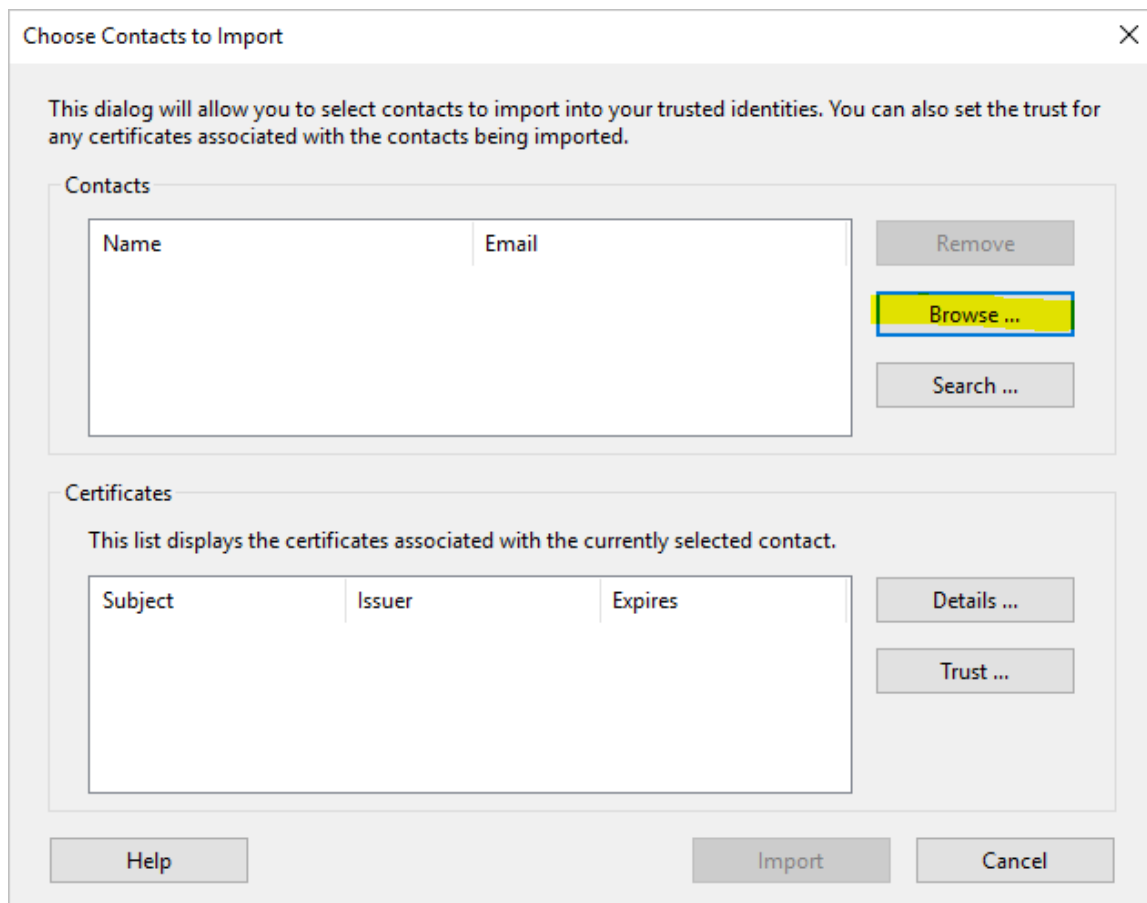 Choose Contacts to Import
This dialog will allow you to select contacts to import into your trusted identities. You can also set the trust for
any certificates associated with the contacts being imported.
Contacts
Name Email
Remove
Browse ...
Search ...
Certificates
This list displays the certificates associated with the currently selected contact.
Subject Issuer Expires
Details ...
Trust ...
Help Import Cancel